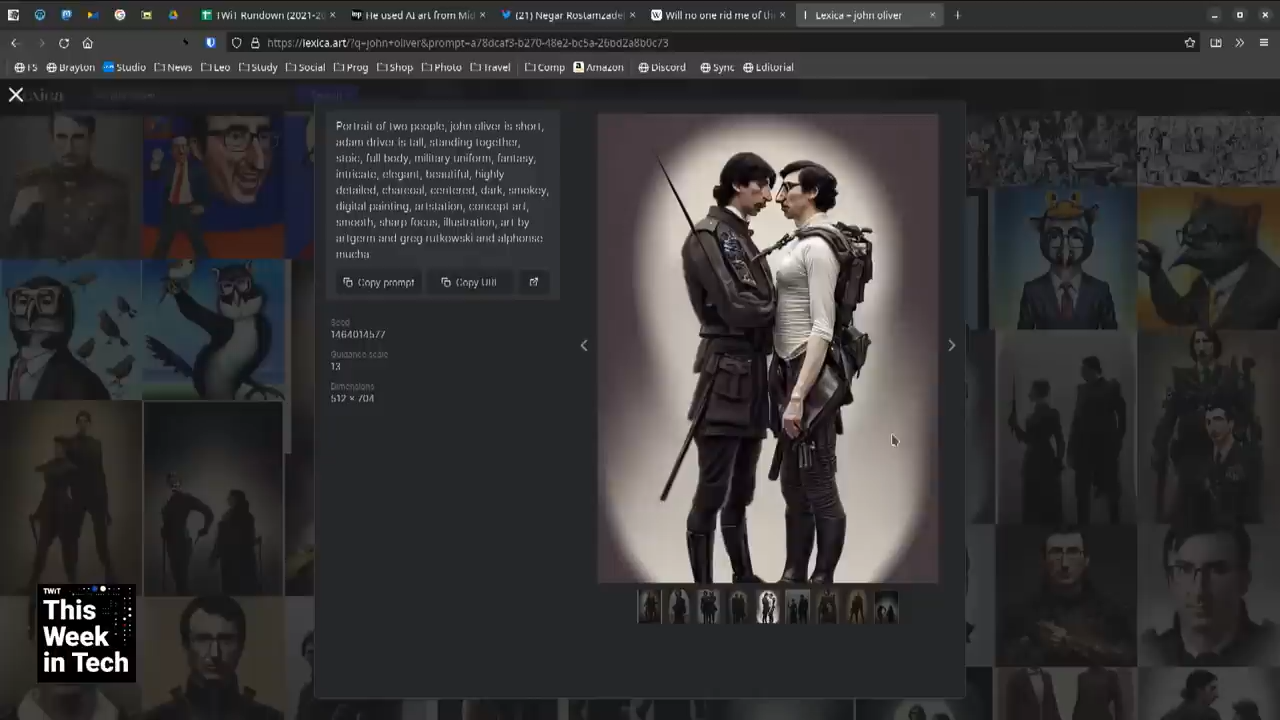 TWiT Rundown (2021-20
He used AI art from Mid
(21) Negar Rostamzadeh
Will no one rid me of the
Lexica – john oliver
https://lexica.art/?q=john+oliver&prompt=a78dcaf3-b270-48e2-bc5a-26bd2a8b0c73
FS
Brayton
Studio
News
Leo
Study
Social
Prog
Shop
Photo
Travel
Comp
Amazon
Discord
Sync
Editorial
Portrait of two people, john oliver is short,
adam driver is tall, standing together,
stoic, full body, military uniform, fantasy,
intricate, elegant, beautiful, highly
detailed, charcoal, centered, dark, smokey,
digital painting, artstation, concept art,
smooth, sharp focus, illustration, art by
artgerm and greg rutkowski and alphonse
mucha
Copy prompt
Copy URL
Seed
1464014577
Guidance scale
13
Dimensions
512 × 704
TWiT
This
Week
in Tech